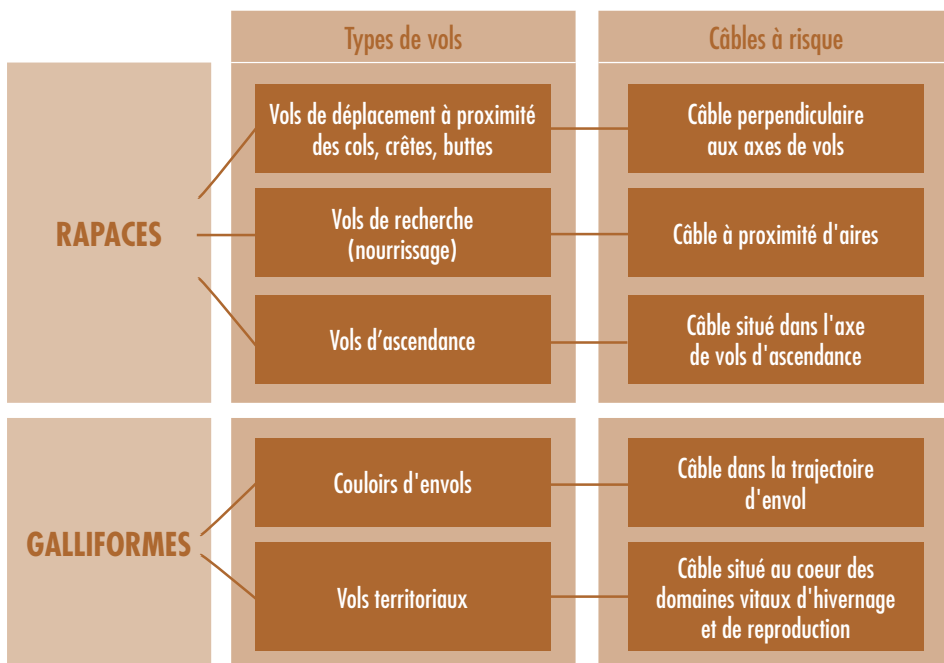 Types de vols
Câbles à risque
RAPACES
Vols de déplacement à proximité
des cols, crêtes, buttes
Câble perpendiculaire
aux axes de vols
Vols de recherche
(nourrissage)
Câble à proximité d'aires
Vols d’ascendance
Câble situé dans l'axe
de vols d'ascendance
GALLIFORMES
Couloirs d'envols
Câble dans la trajectoire
d'envol
Vols territoriaux
Câble situé au coeur des
domaines vitaux d'hivernage
et de reproduction